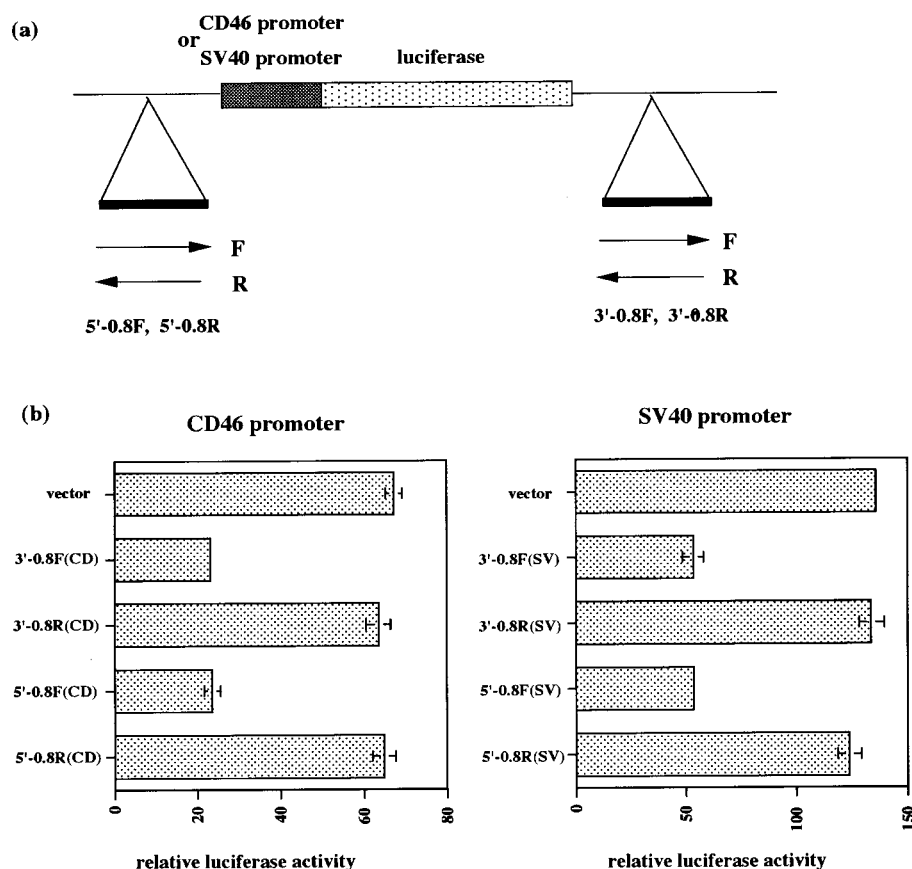 (a)
CD46 promoter
or
SV40 promoter
luciferase
F
R
5'-0.8F, 5'-0.8R
F
R
3'-0.8F, 3'-0.8R
(b)
CD46 promoter
vector
3'-0.8F(CD)
3'-0.8R(CD)
5'-0.8F(CD)
5'-0.8R(CD)
0 20 40 60 80
relative luciferase activity
SV40 promoter
vector
3'-0.8F(SV)
3'-0.8R(SV)
5'-0.8F(SV)
5'-0.8R(SV)
0 50 100 150
relative luciferase activity